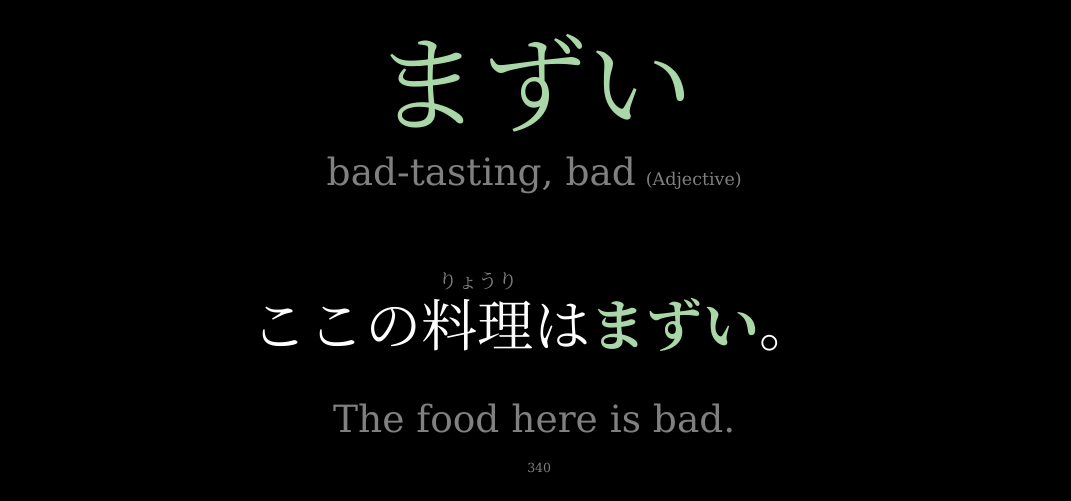 まずい
bad-tasting, bad (Adjective)
りょうり
ここの料理はまずい。
The food here is bad.
340